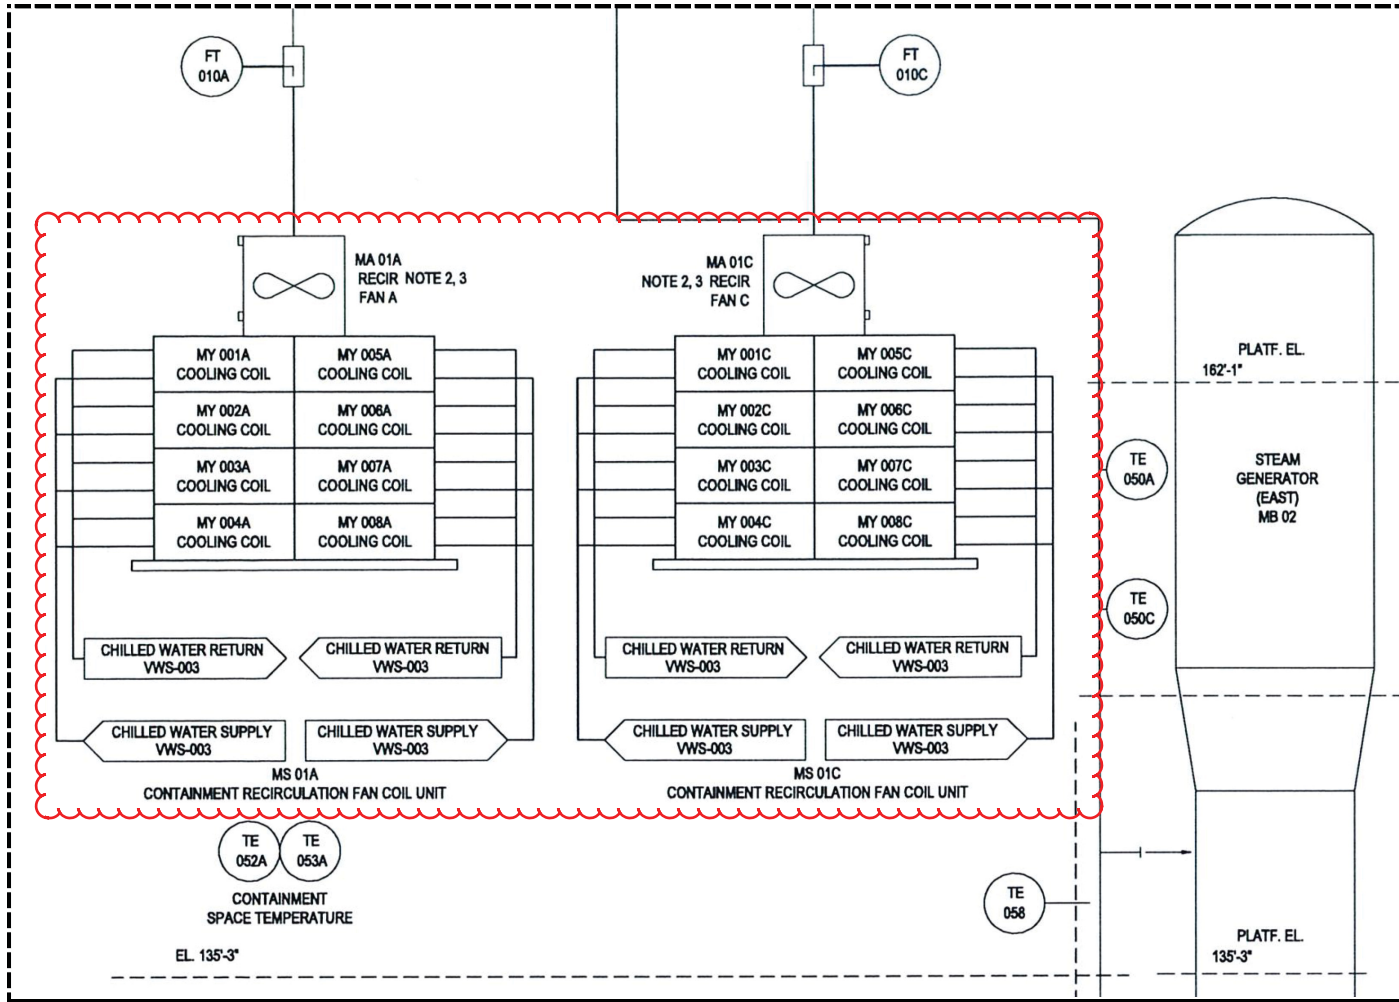 FT
010A
FT
010C
MA 01A
RECIR NOTE 2, 3
FAN A
MA 01C
NOTE 2, 3 RECIR
FAN C
MY 001A
COOLING COIL
MY 005A
COOLING COIL
MY 002A
COOLING COIL
MY 006A
COOLING COIL
MY 003A
COOLING COIL
MY 007A
COOLING COIL
MY 004A
COOLING COIL
MY 008A
COOLING COIL
MY 001C
COOLING COIL
MY 005C
COOLING COIL
MY 002C
COOLING COIL
MY 006C
COOLING COIL
MY 003C
COOLING COIL
MY 007C
COOLING COIL
MY 004C
COOLING COIL
MY 008C
COOLING COIL
PLATF. EL.
162'-1"
TE
050A
STEAM
GENERATOR
(EAST)
MB 02
TE
050C
CHILLED WATER RETURN
VWS-003
CHILLED WATER RETURN
VWS-003
CHILLED WATER RETURN
VWS-003
CHILLED WATER RETURN
VWS-003
CHILLED WATER SUPPLY
VWS-003
CHILLED WATER SUPPLY
VWS-003
CHILLED WATER SUPPLY
VWS-003
CHILLED WATER SUPPLY
VWS-003
MS 01A
CONTAINMENT RECIRCULATION FAN COIL UNIT
MS 01C
CONTAINMENT RECIRCULATION FAN COIL UNIT
TE
052A
TE
053A
CONTAINMENT
SPACE TEMPERATURE
TE
058
EL. 135'-3"
PLATF. EL.
135'-3"